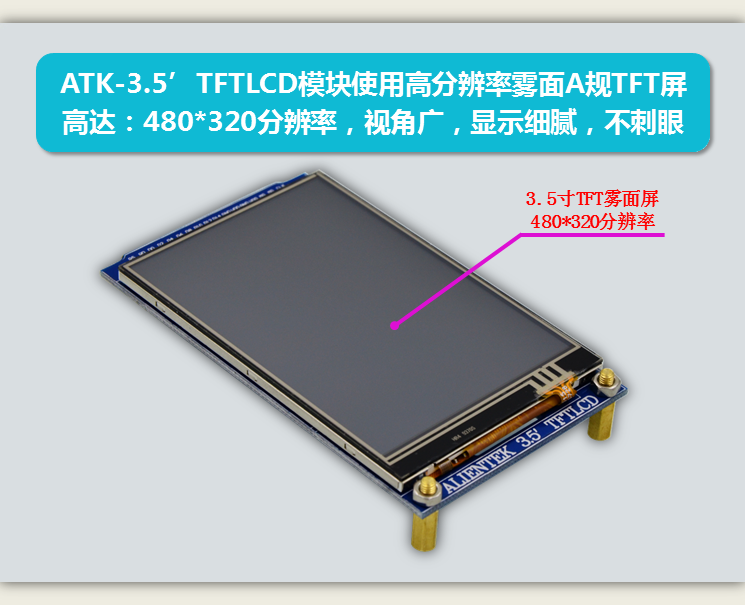 ATK-3.5’TFTLCD模块使用高分辨率雾面A规TFT屏
高达：480*320分辨率，视角广，显示细腻，不刺眼
3.5寸TFT雾面屏
480*320分辨率
ALIENTEK 3.5' TFTLCD